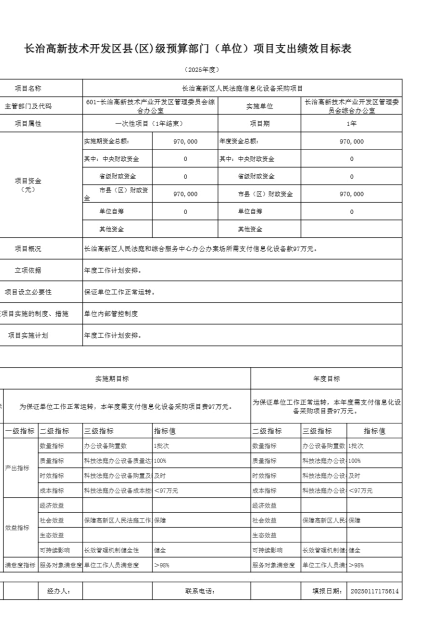 长治高新技术开发区县(区)级预算部门（单位）项目支出绩效目标表
（2025年度）
项目名称 长治高新区人民法庭信息化设备采购项目
主管部门及代码 601-长治高新技术产业开发区管理委员会综合办公室 实施单位 长治高新技术产业开发区管理委员会综合办公室
项目属性 一次性项目（1年结束） 项目期 1年
项目资金（元） 实施期资金总额: 970,000 年度资金总额: 970,000
其中: 中央财政资金 0 其中: 中央财政资金 0
省级财政资金 0 省级财政资金 0
市县（区）财政资金 970,000 市县（区）财政资金 970,000
单位自筹 0 单位自筹 0
其他资金 其他资金
项目概况 长治高新区人民法庭和综合服务中心办公办案场所需支付信息化设备款97万元。
立项依据 年度工作计划安排。
项目设立必要性 保证单位工作正常运转。
项目实施的制度、措施 单位内部管控制度
项目实施计划 年度工作计划安排。
实施期目标 年度目标
为保证单位工作正常运转，本年度需支付信息化设采购项目费97万元。 为保证单位工作正常运转，本年度需支付信息化设备采购项目费97万元。
一级指标 二级指标 三级指标 指标值 二级指标 三级指标 指标值
产出指标 数量指标 办公设备购置数 1批次 数量指标 办公设备购置数 1批次
质量指标 科技法庭办公设备质量达 100% 质量指标 科技法庭办公设 100%
时效指标 科技法庭办公设备购置及 及时 时效指标 科技法庭办公设 及时
成本指标 科技法庭办公设备成本控 <97万元 成本指标 科技法庭办公设 <97万元
效益指标 经济效益 经济效益
社会效益 保障高新区人民法庭工作 保障 社会效益 保障高新区人民 保障
生态效益 生态效益
可持续影响 长效管理机制健全性 健全 可持续影响 长效管理机制健 健全
满意度指标 服务对象满意度 单位工作人员满意度 >98% 服务对象满意度 单位工作人员满 >98%
经办人: 联系电话: 填报日期: 20250117175614